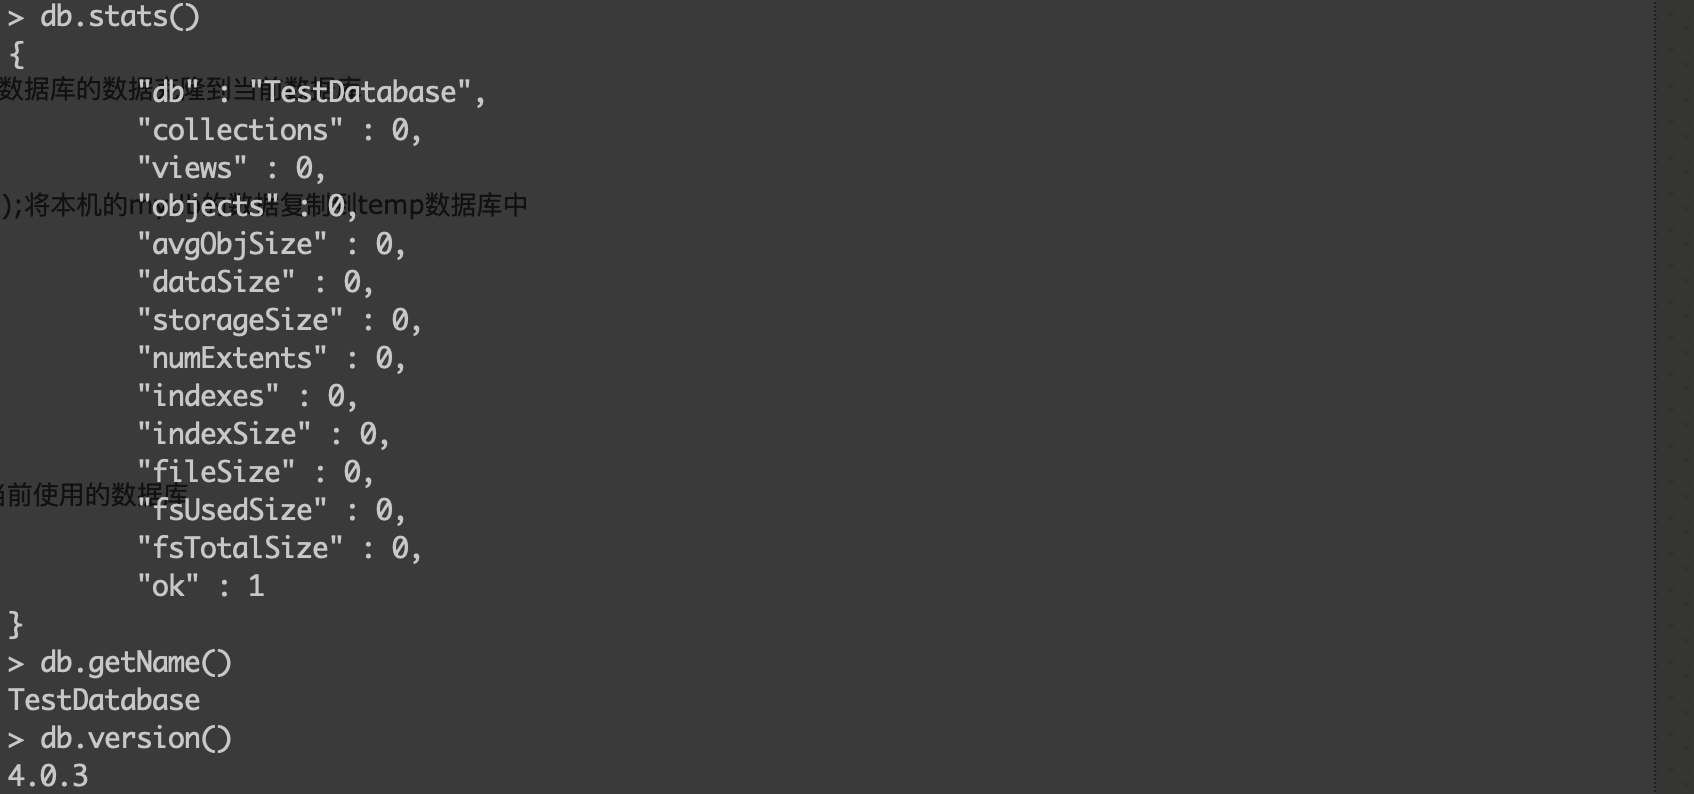 > db.stats()
{
数据库的数据克隆到当前数据库
"db" : "TestDatabase",
"collections" : 0,
"views" : 0,
);将本机的 的数据复制到temp数据库中
"objects" : 0,
"avgObjSize" : 0,
"dataSize" : 0,
"storageSize" : 0,
"numExtents" : 0,
"indexes" : 0,
"indexSize" : 0,
"fileSize" : 0,
当前使用的数据库
"fsUsedSize" : 0,
"fsTotalSize" : 0,
"ok" : 1
}
> db.getName()
TestDatabase
> db.version()
4.0.3